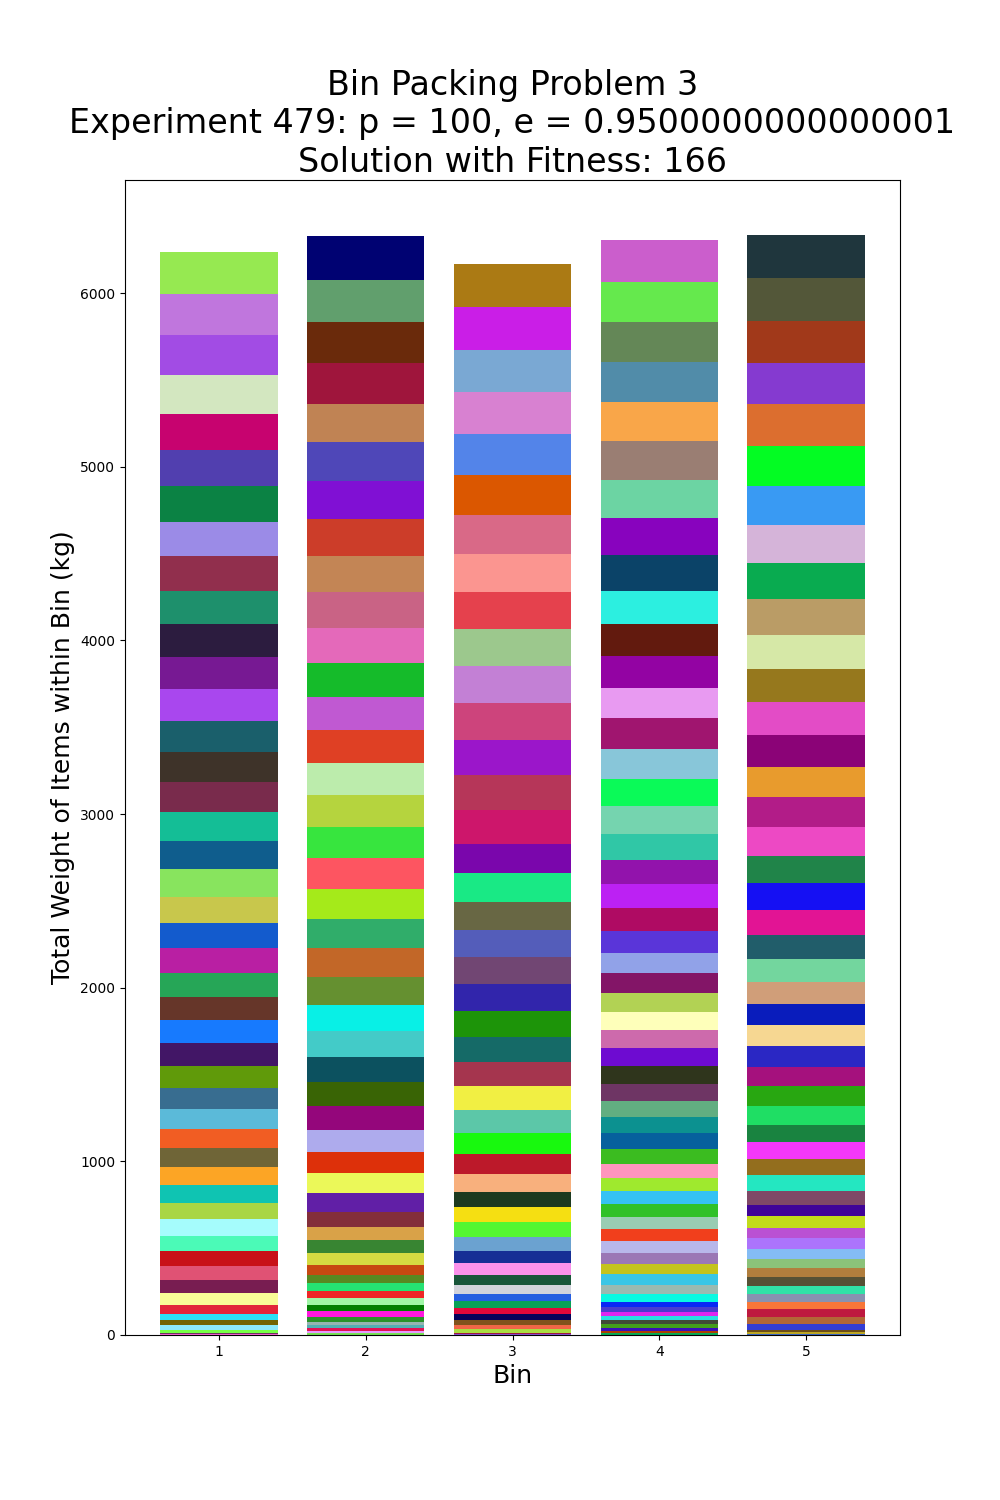 Bin Packing Problem 3
Experiment 479: p = 100, e = 0.9500000000000001
Solution with Fitness: 166
Total Weight of Items within Bin (kg)
6000
5000
4000
3000
2000
1000
0
1 2 3 4 5
Bin